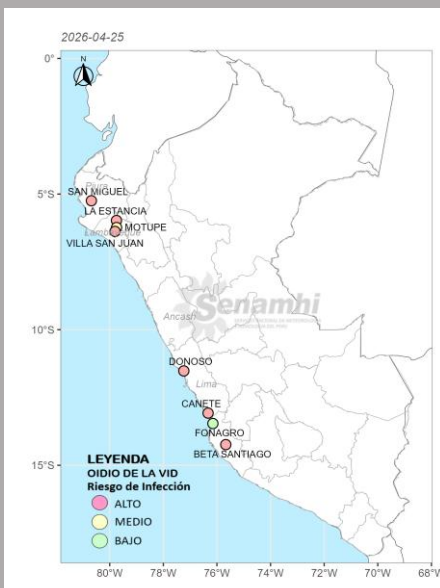 2026-04-25
N
0°
5°S
10°S
15°S
SAN MIGUEL
Piura
LA ESTANCIA
MOTUPE
VILLA SAN JUAN
Senamhi
Ancash
DONOSO
Lima
CANETE
FONAGRO
BETA SANTIAGO
LEYENDA
OIDIO DE LA VID
Riesgo de Infección
ALTO
MEDIO
BAJO
80°W 78°W 76°W 74°W 72°W 70°W 68°W